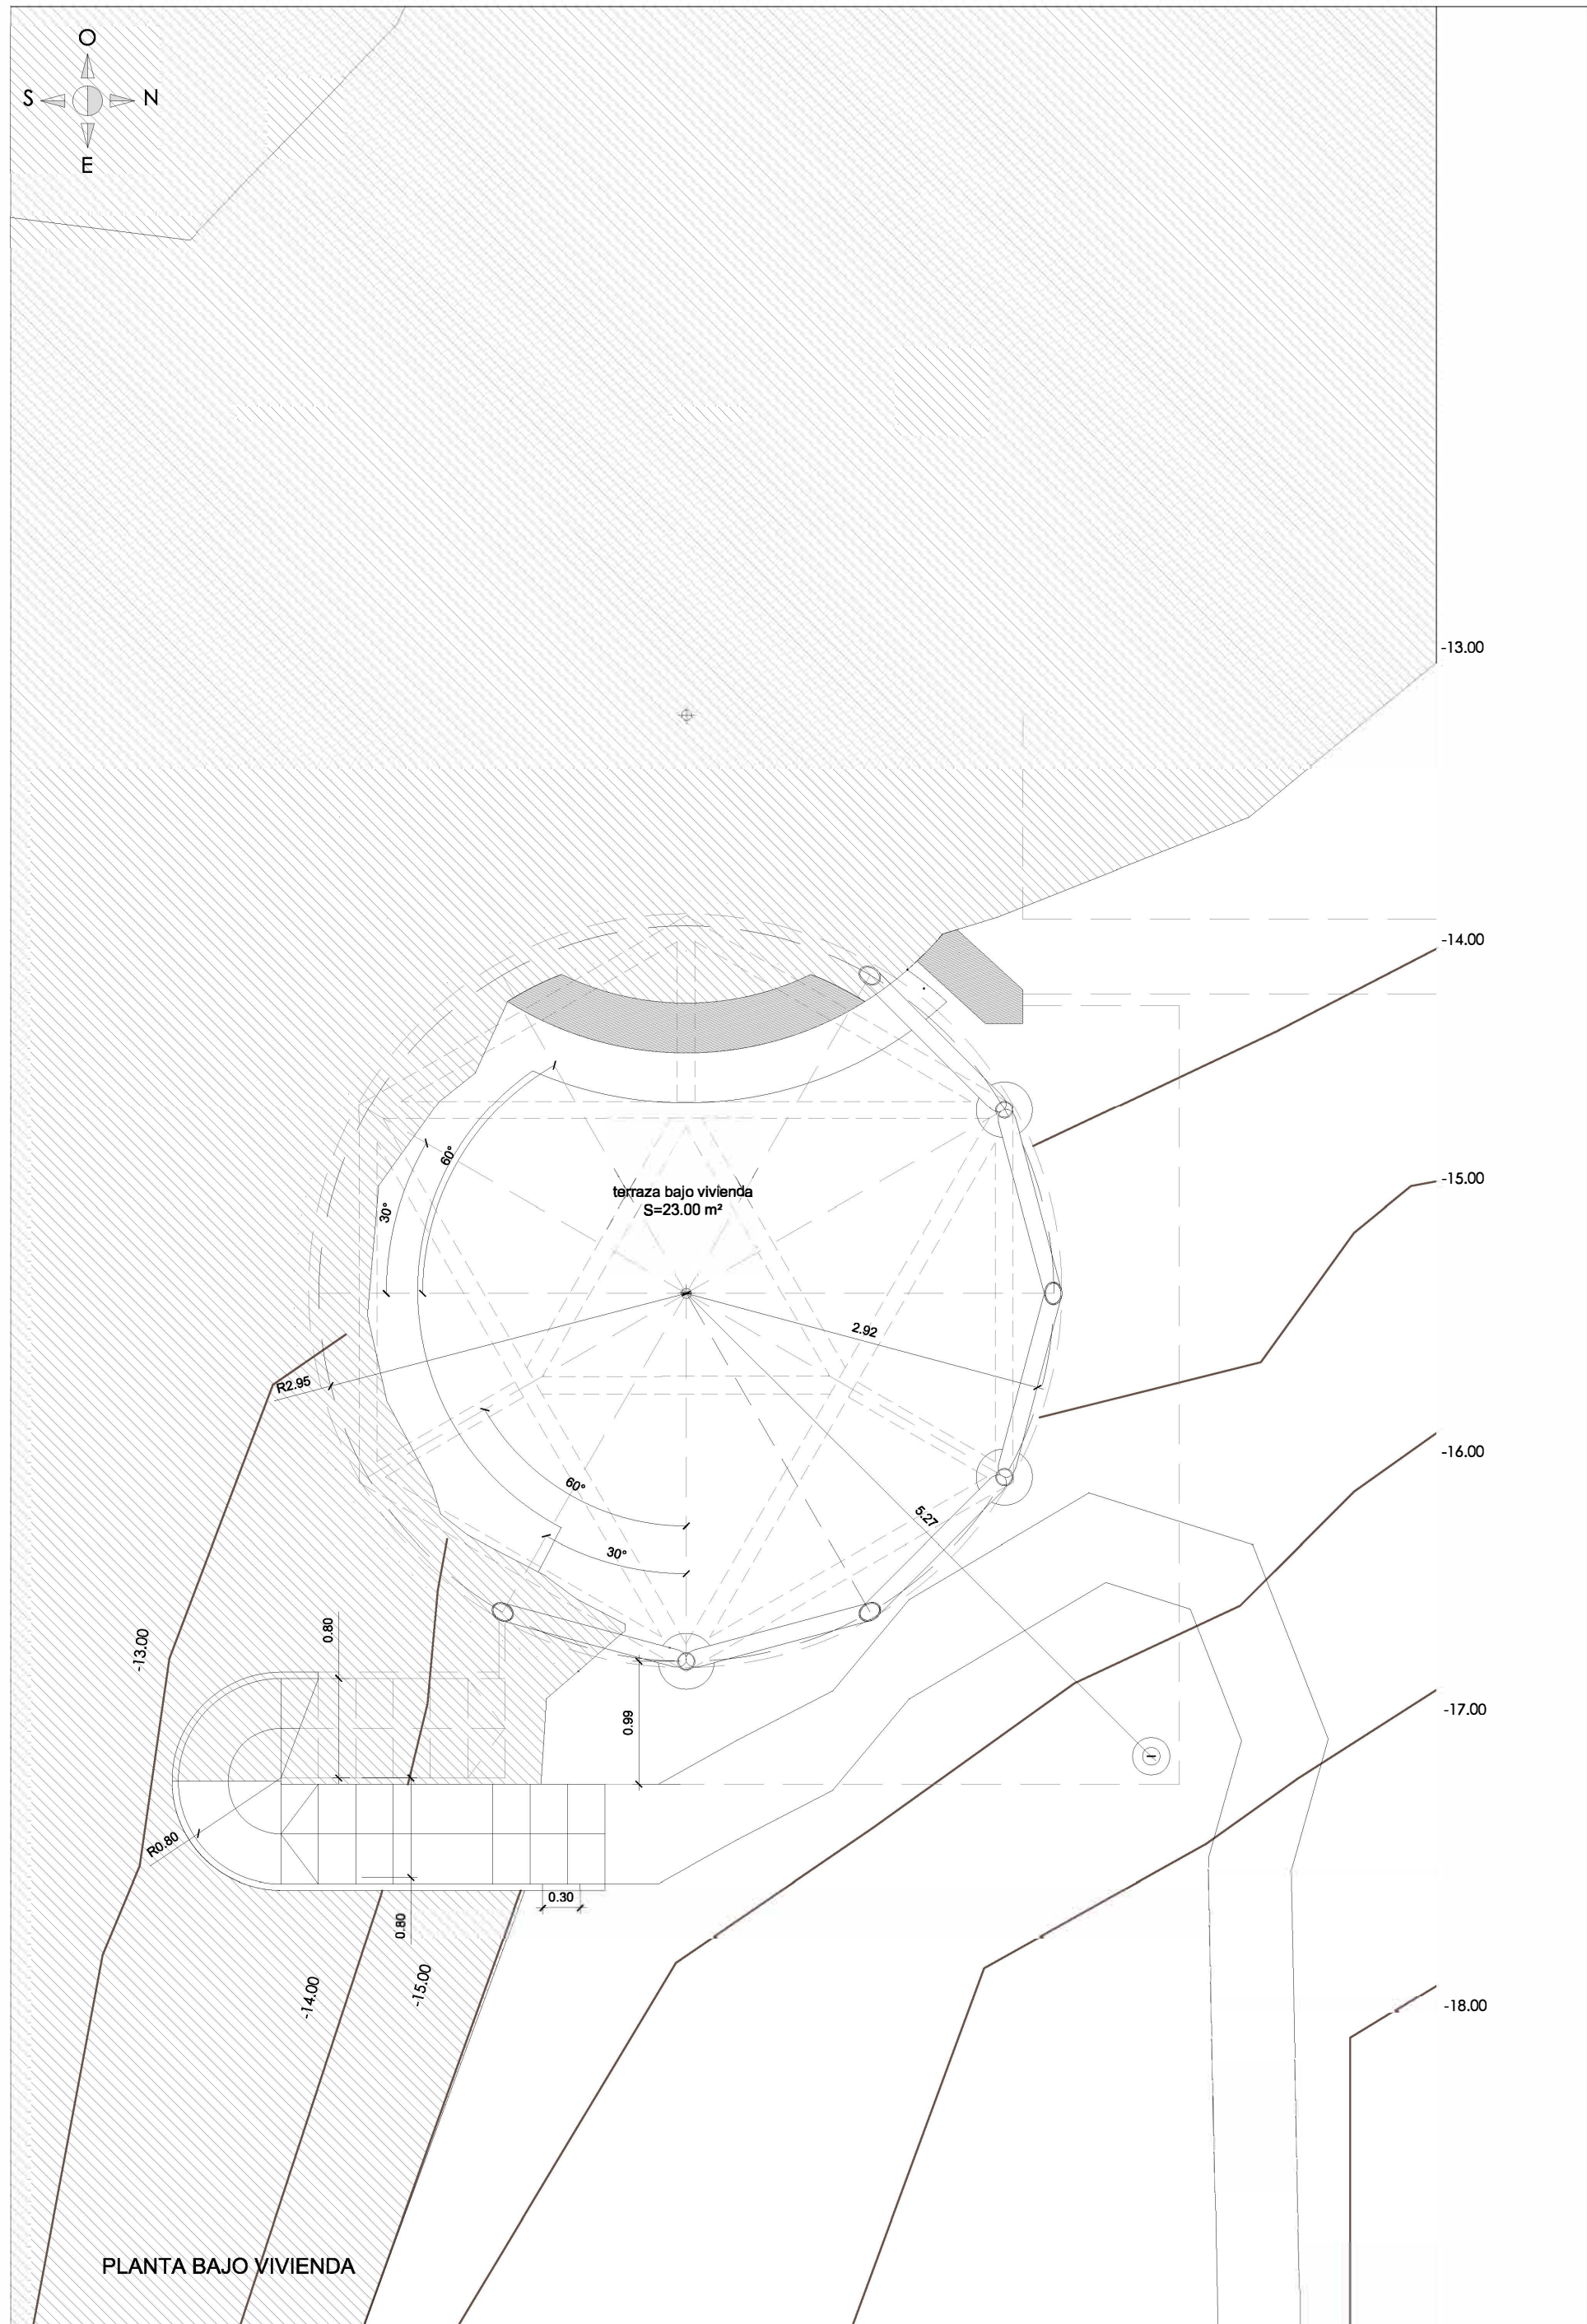 O
S N
E
-13.00
-14.00
-15.00
-16.00
-17.00
-18.00
60°
30°
terraza bajo vivienda
S=23.00 m²
2.92
R2.95
5.27
60°
30°
0.80
-13.00
0.99
R0.80
0.30
0.80
-14.00
-15.00
PLANTA BAJO VIVIENDA